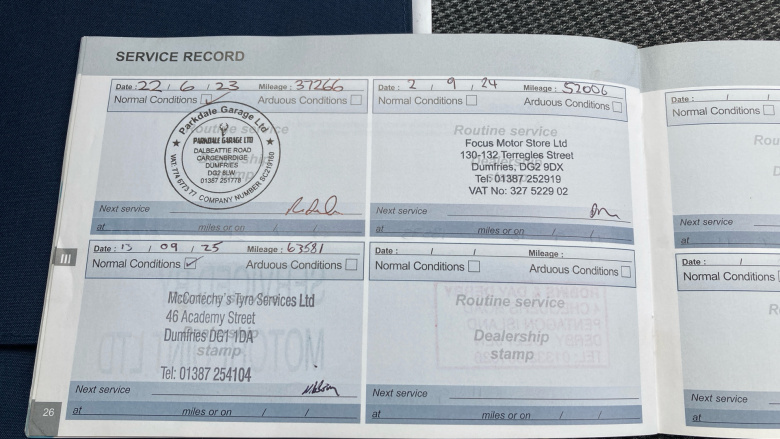 SERVICE RECORD
Date : 22 / 6 / 23 Mileage : 37266
Normal Conditions Arduous Conditions
Parkdale Garage Ltd
Routine service
PARKDALE GARAGE LTD
DALBEATTIE ROAD
CARGENBRIDGE
DUMFRIES
DG2 8LW
01387 251778
stamp
COMPANY NUMBER SC219160
Next service
at miles or on / /
Date : 2 / 9 / 24 Mileage : 52006
Normal Conditions Arduous Conditions
Routine service
Focus Motor Store Ltd
130-132 Terregles Street
Dumfries, DG2 9DX
Tel: 01387 252919
VAT No: 327 5229 02
Next service
at miles or on / /
Date : 13 / 09 / 25 Mileage : 63581
Normal Conditions Arduous Conditions
McConechy's Tyre Services Ltd
46 Academy Street
Dumfries DG1 1DA
stamp
Tel: 01387 254104
Next service
at miles or on / /
Date : / / Mileage :
Normal Conditions Arduous Conditions
Routine service
Dealership
stamp
Next service
at miles or on / /
III
26
Date : / /
Normal Conditions
Rou
D
Next service
at
Date : / /
Normal Conditions
R
Next service
at